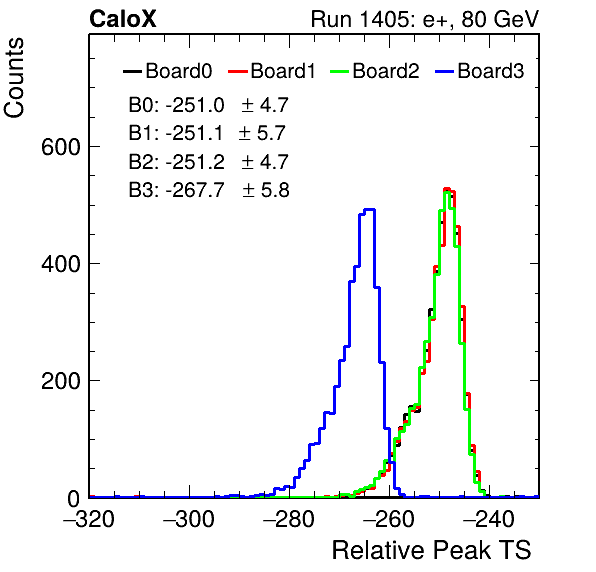 CaloX Run 1405: e+, 80 GeV
Counts
Board0 Board1 Board2 Board3
B0: -251.0 ± 4.7
B1: -251.1 ± 5.7
B2: -251.2 ± 4.7
B3: -267.7 ± 5.8
600
400
200
0
−320 −300 −280 −260 −240
Relative Peak TS